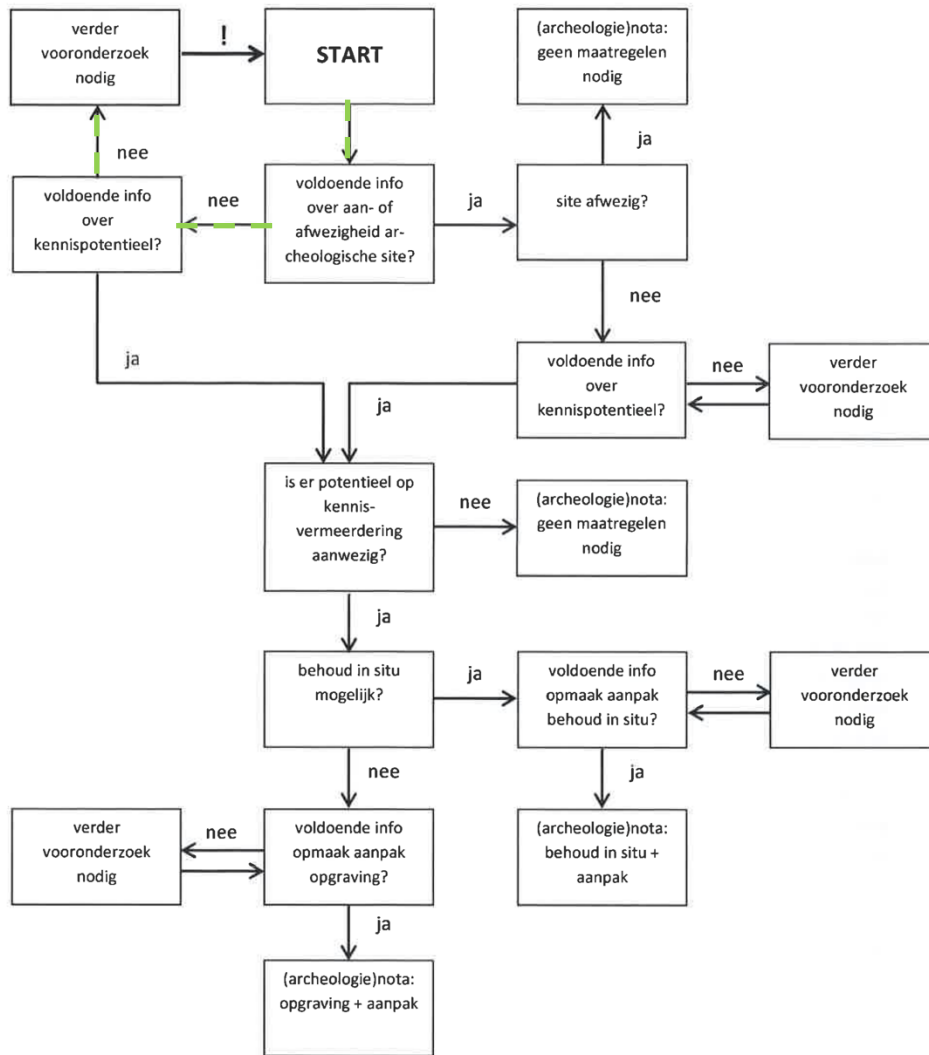 verder
vooronderzoek
nodig
!
START
(archeologie)nota:
geen maatregelen
nodig
nee
ja
voldoende info
over
kennispotentieel?
nee
voldoende info
over aan- of
afwezigheid ar-
cheologische site?
ja
site afwezig?
nee
ja
voldoende info
over
kennispotentieel?
nee
verder
vooronderzoek
nodig
ja
is er potentieel op
kennis-
vermeerdering
aanwezig?
nee
(archeologie)nota:
geen maatregelen
nodig
ja
behoud in situ
mogelijk?
ja
voldoende info
opmaak aanpak
behoud in situ?
nee
verder
vooronderzoek
nodig
nee
ja
verder
vooronderzoek
nodig
nee
voldoende info
opmaak aanpak
opgraving?
(archeologie)nota:
behoud in situ +
aanpak
ja
(archeologie)nota:
opgraving + aanpak